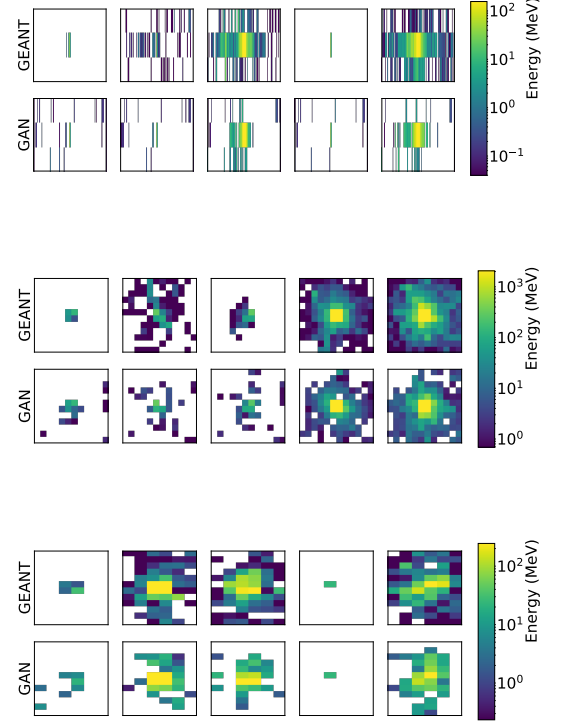 GEANT
GAN
10²
10¹
10⁰
10⁻¹
Energy (MeV)
GEANT
GAN
10³
10²
10¹
10⁰
Energy (MeV)
GEANT
GAN
10²
10¹
10⁰
Energy (MeV)